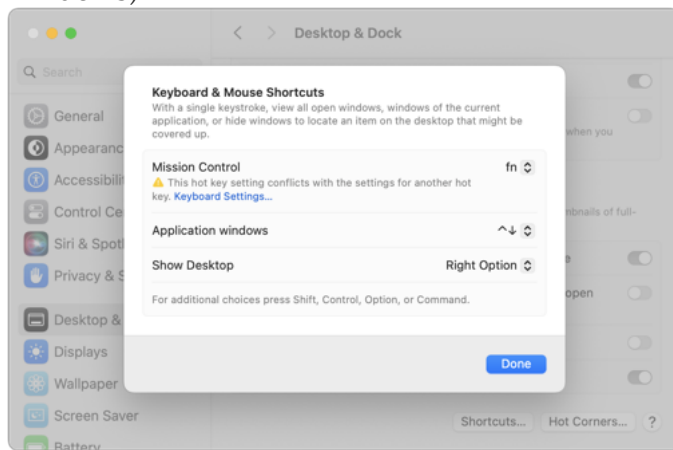 Desktop & Dock
Search
General
Appearanc
Accessibilit
Control Ce
Siri & Spotl
Privacy & S
Desktop &
Displays
Wallpaper
Screen Saver
Battery
Keyboard & Mouse Shortcuts
With a single keystroke, view all open windows, windows of the current
application, or hide windows to locate an item on the desktop that might be
covered up.
when you
Mission Control
fn
This hot key setting conflicts with the settings for another hot
key. Keyboard Settings...
Application windows
^↓
mbnails of full-
Show Desktop
Right Option
open
For additional choices press Shift, Control, Option, or Command.
Done
Shortcuts...
Hot Corners...
?